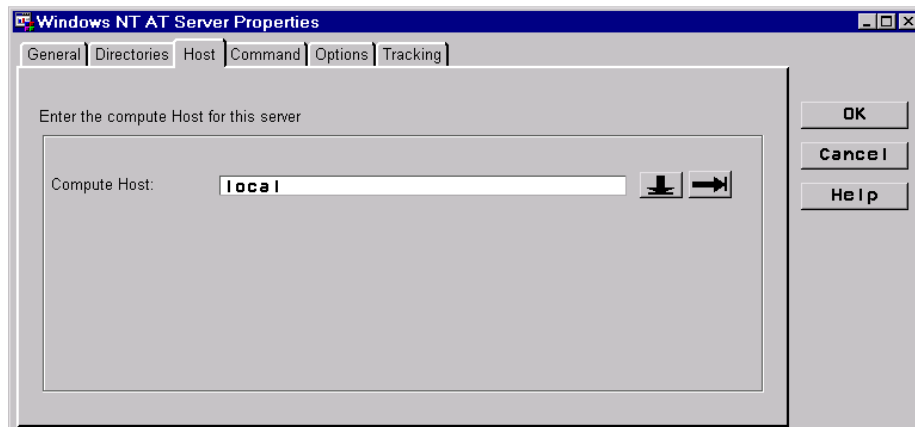 Windows NT AT Server Properties
General Directories Host Command Options Tracking
Enter the compute Host for this server
OK
Cancel
Compute Host: local
Help